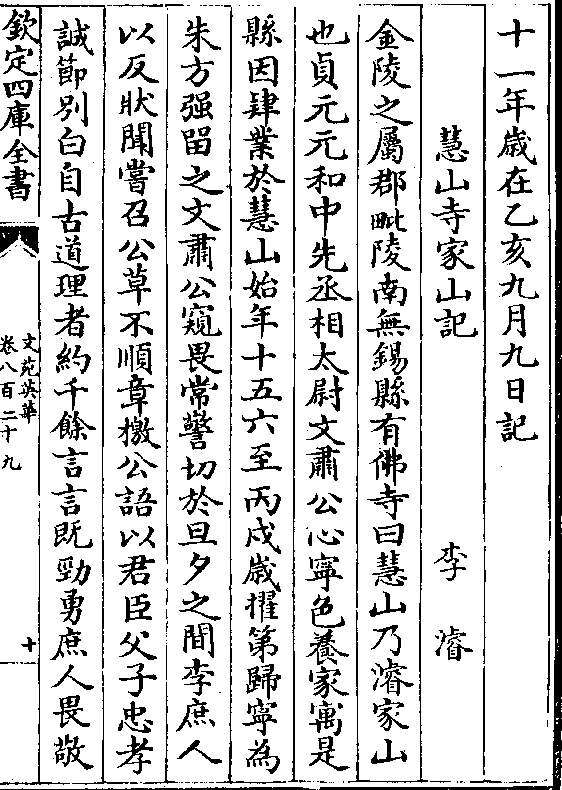 十一年歲在乙亥九月九日記
慧山寺家山記 李濬
金陵之屬郡毗陵南無錫縣有佛寺曰慧山乃濬家山
也貞元元和中先丞相太尉文肅公心寜色養家寓是
縣因肄業於慧山始年十五六至丙戌歲擢第歸寜為
朱方强留之文肅公窺畏常警切於旦夕之間李庶人
以反狀聞嘗召公草不順章檄公語以君臣父子忠孝
誠節別白自古道理者約千餘言言既勁勇庶人畏敬
欽定四庫全書
文苑英華
卷八百二十九
十